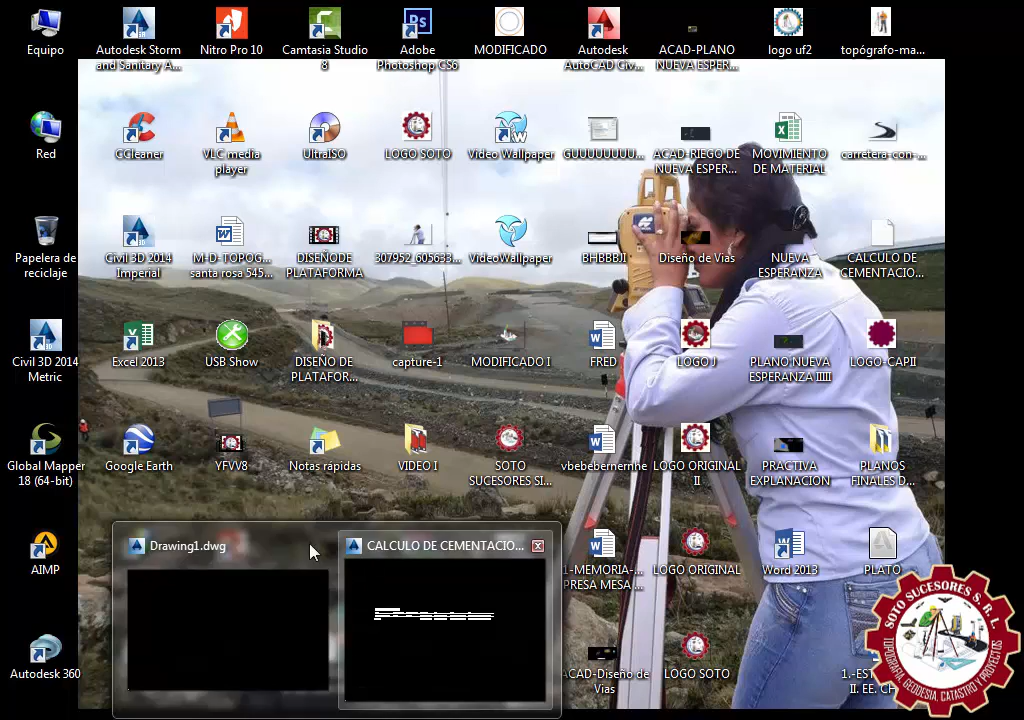 Equipo
Autodesk Storm
and Sanitary A...
Nitro Pro 10
Camtasia Studio
8
Ps
Adobe
Photoshop CS6
MODIFICADO
Autodesk
AutoCAD Civ...
ACAD-PLANO
NUEVA ESPER...
logo uf2
topógrafo-ma...
Red
CCleaner
VLC media
player
UltraISO
LOGO SOTO
Video Wallpaper
GUUUUUUUU...
ACAD-RIEGO DE
NUEVA ESPER...
MOVIMIENTO
DE MATERIAL
carretera-con-...
Papelera de
reciclaje
Civil 3D 2014
Imperial
M-D-TOPOG...
santa rosa 545...
DISEÑODE
PLATAFORMA
307952_605633...
VideoWallpaper
BHBBBJI
Diseño de Vias
NUEVA
ESPERANZA
CALCULO DE
CEMENTACIO...
Civil 3D 2014
Metric
Excel 2013
USB Show
DISEÑO DE
PLATAFOR...
capture-1
MODIFICADO I
FRED
LOGO J
PLANO NUEVA
ESPERANZA IIIII
LOGO-CAPII
Global Mapper
18 (64-bit)
Google Earth
YFVV8
Notas rápidas
VIDEO I
SOTO
SUCESORES SI...
vbebebernernhe
LOGO ORIGINAL
II
PRACTIVA
EXPLANACION
PLANOS
FINALES D...
AIMP
Drawing1.dwg
CALCULO DE CEMENTACIO...
1-MEMORIA-...
PRESA MESA ...
LOGO ORIGINAL
Word 2013
PLATO
Autodesk 360
ACAD-Diseño de
Vias
LOGO SOTO
1.-EST
II. EE. CH
SOTO SUCESORES S.R.L.
TOPOGRAFIA, GEODESIA, CATASTRO Y PROYECTOS